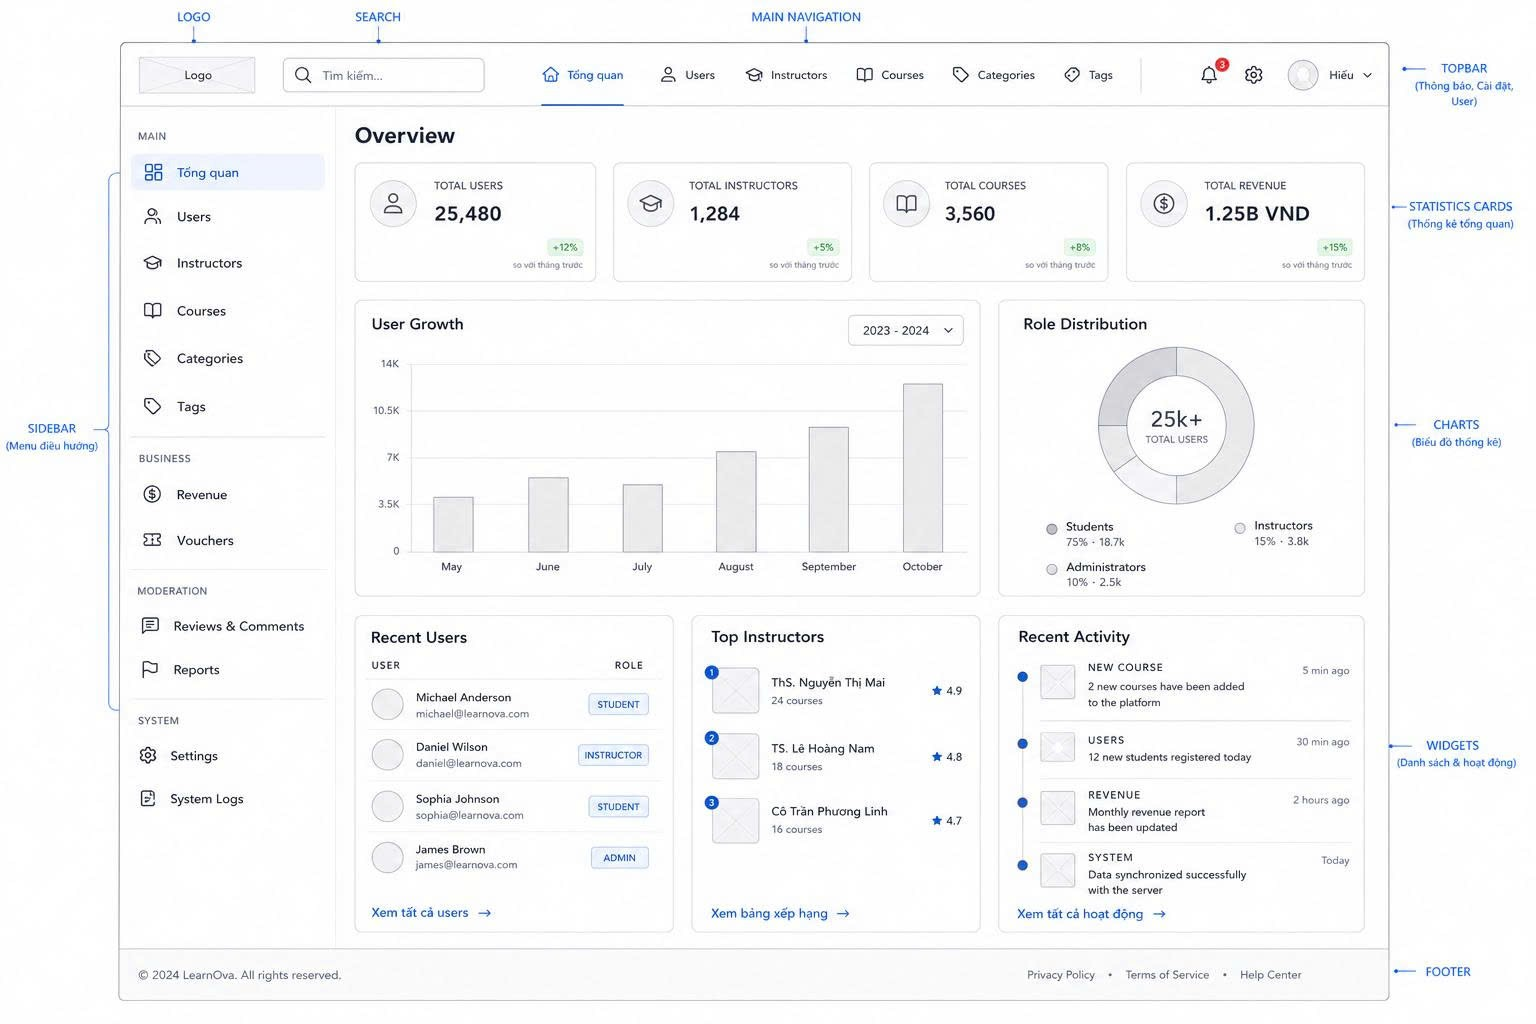 LOGO
SEARCH
MAIN NAVIGATION
Logo
Tìm kiếm...
Tổng quan
Users
Instructors
Courses
Categories
Tags
3
Hiếu
TOPBAR
(Thông báo, Cài đặt,
User)
MAIN
Tổng quan
Users
Instructors
Courses
Categories
Tags
BUSINESS
Revenue
Vouchers
MODERATION
Reviews & Comments
Reports
SYSTEM
Settings
System Logs
SIDEBAR
(Menu điều hướng)
Overview
TOTAL USERS
25,480
+12%
so với tháng trước
TOTAL INSTRUCTORS
1,284
+5%
so với tháng trước
TOTAL COURSES
3,560
+8%
so với tháng trước
TOTAL REVENUE
1.25B VND
+15%
so với tháng trước
STATISTICS CARDS
(Thống kê tổng quan)
User Growth
2023 - 2024
14K
10.5K
7K
3.5K
0
May
June
July
August
September
October
Role Distribution
25k+
TOTAL USERS
Students
75% · 18.7k
Instructors
15% · 3.8k
Administrators
10% · 2.5k
CHARTS
(Biểu đồ thống kê)
Recent Users
USER
ROLE
Michael Anderson
michael@learnova.com
STUDENT
Daniel Wilson
daniel@learnova.com
INSTRUCTOR
Sophia Johnson
sophia@learnova.com
STUDENT
James Brown
james@learnova.com
ADMIN
Xem tất cả users →
Top Instructors
1
ThS. Nguyễn Thị Mai
24 courses
★ 4.9
2
TS. Lê Hoàng Nam
18 courses
★ 4.8
3
Cô Trần Phương Linh
16 courses
★ 4.7
Xem bảng xếp hạng →
Recent Activity
NEW COURSE
5 min ago
2 new courses have been added
to the platform
USERS
30 min ago
12 new students registered today
REVENUE
2 hours ago
Monthly revenue report
has been updated
SYSTEM
Today
Data synchronized successfully
with the server
Xem tất cả hoạt động →
WIDGETS
(Danh sách & hoạt động)
© 2024 LearnOva. All rights reserved.
Privacy Policy • Terms of Service • Help Center
FOOTER